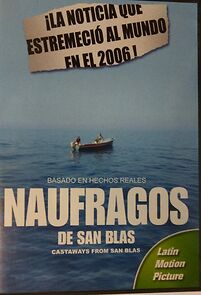 ¡LA NOTICIA QUE
ESTREMECIÓ AL MUNDO
EN EL 2006 !
BASADO EN HECHOS REALES
NAUFRAGOS
DE SAN BLAS
CASTAWAYS FROM SAN BLAS
Latin
Motion
Picture